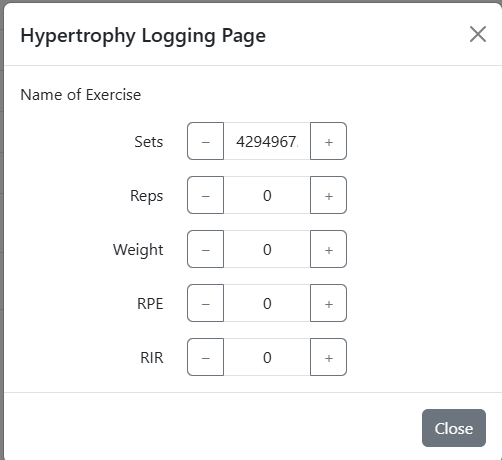 Hypertrophy Logging Page
Name of Exercise
Sets − 4294967 +
Reps − 0 +
Weight − 0 +
RPE − 0 +
RIR − 0 +
Close